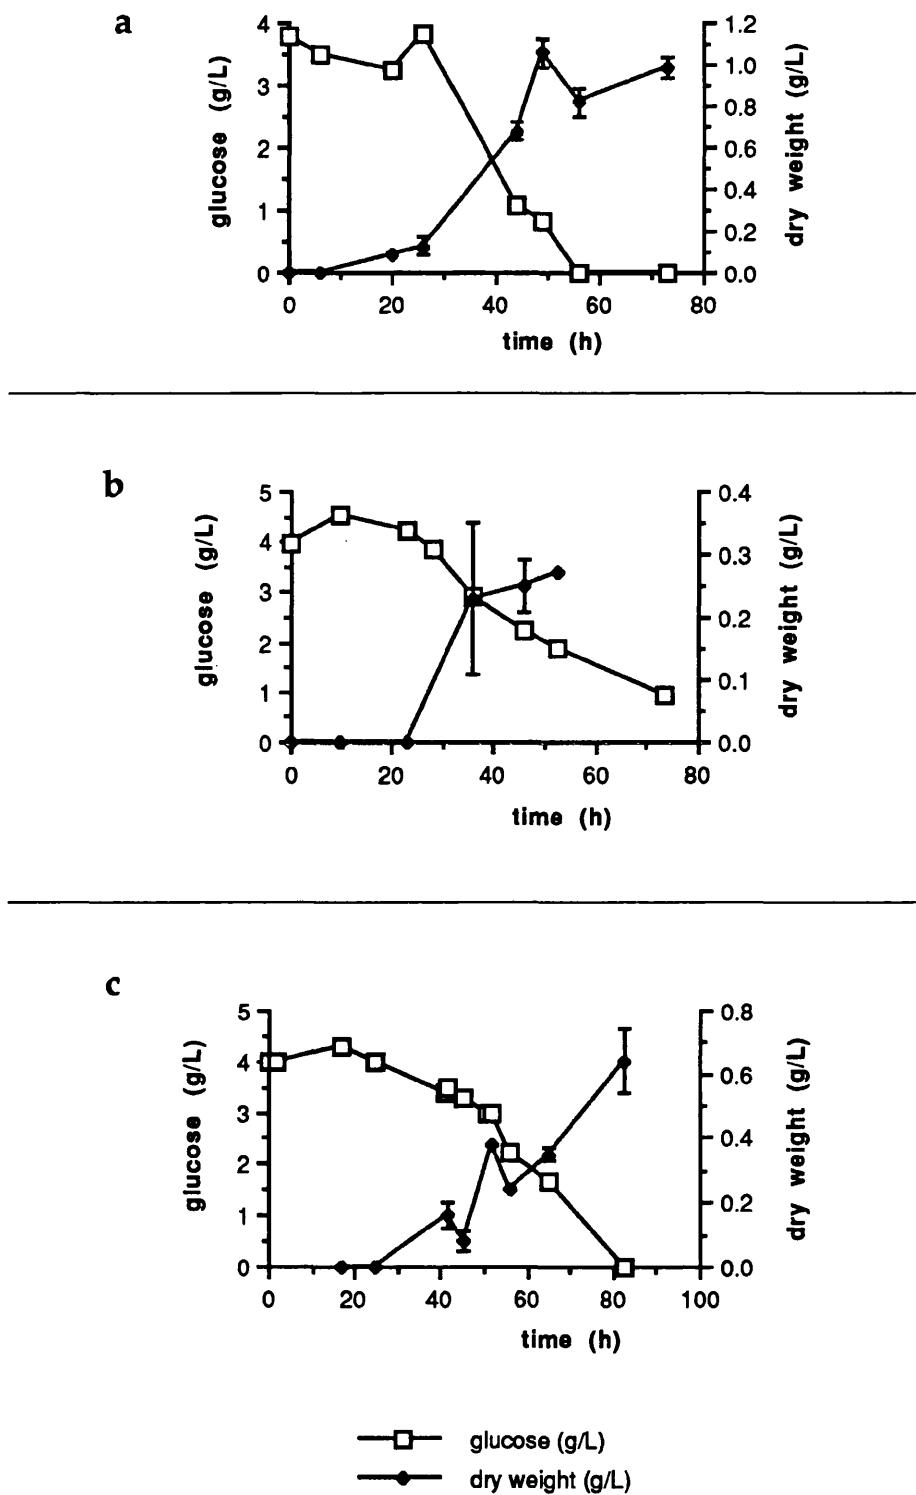 a
glucose (g/L)
4
3
2
1
0
1.2
1.0
0.8
0.6
0.4
0.2
0.0
dry weight (g/L)
0 20 40 60 80
time (h)
b
glucose (g/L)
5
4
3
2
1
0
0.4
0.3
0.2
0.1
0.0
dry weight (g/L)
0 20 40 60 80
time (h)
c
glucose (g/L)
5
4
3
2
1
0
0.8
0.6
0.4
0.2
0.0
dry weight (g/L)
0 20 40 60 80 100
time (h)
glucose (g/L)
dry weight (g/L)